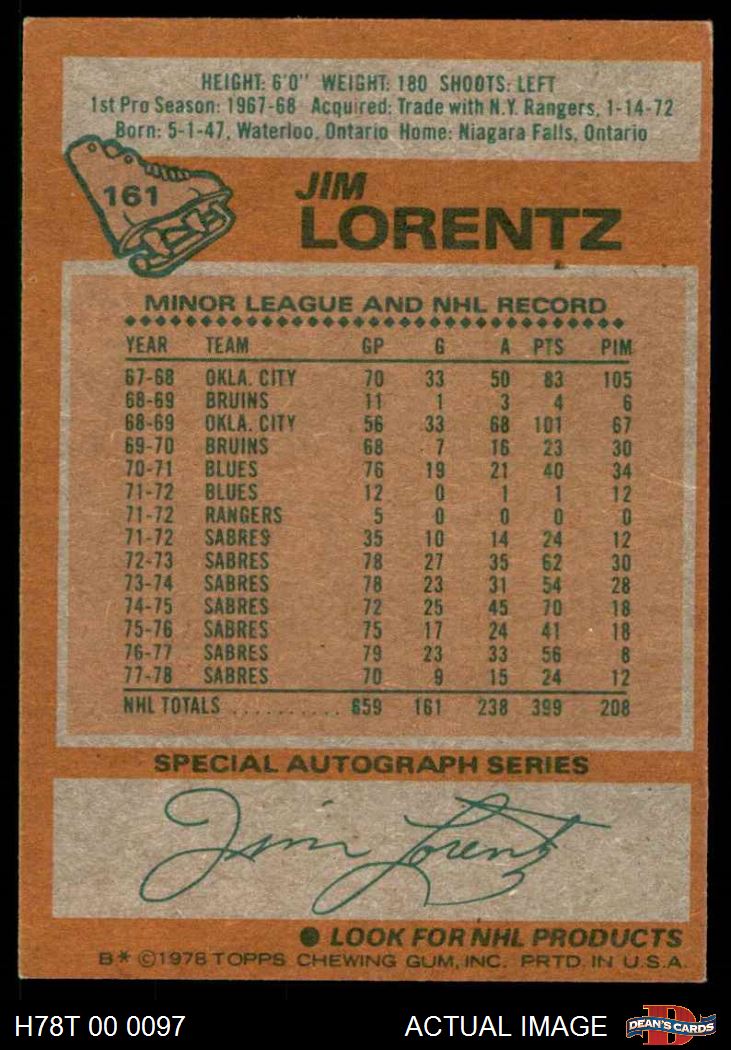 HEIGHT: 6'0" WEIGHT: 180 SHOOTS: LEFT
1st Pro Season: 1967-68 Acquired: Trade with N.Y. Rangers, 1-14-72
Born: 5-1-47, Waterloo, Ontario Home: Niagara Falls, Ontario
161
JIM
LORENTZ
MINOR LEAGUE AND NHL RECORD
YEAR TEAM GP G A PTS PIM
67-68 OKLA. CITY 70 33 50 83 105
68-69 BRUINS 11 1 3 4 6
68-69 OKLA. CITY 56 33 68 101 67
69-70 BRUINS 68 7 16 23 30
70-71 BLUES 76 19 21 40 34
71-72 BLUES 12 0 1 1 12
71-72 RANGERS 5 0 0 0 0
71-72 SABRES 35 10 14 24 12
72-73 SABRES 78 27 35 62 30
73-74 SABRES 78 23 31 54 28
74-75 SABRES 72 25 45 70 18
75-76 SABRES 75 17 24 41 18
76-77 SABRES 79 23 33 56 8
77-78 SABRES 70 9 15 24 12
NHL TOTALS .......... 659 161 238 399 208
SPECIAL AUTOGRAPH SERIES
Jim Lorentz
● LOOK FOR NHL PRODUCTS
B* ©1978 TOPPS CHEWING GUM, INC. PRTD. IN U.S.A.
H78T 00 0097 ACTUAL IMAGE
DEAN'S CARDS